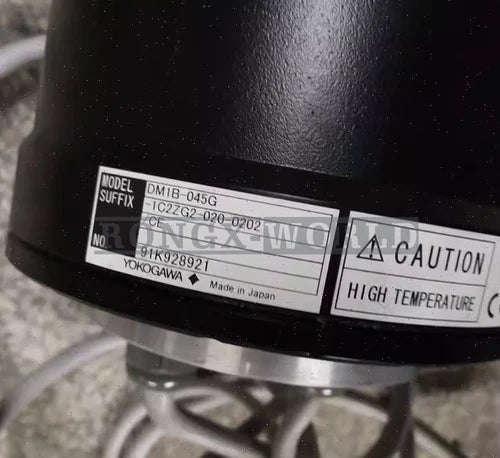 MODEL
SUFFIX
DM1B-045G
-1C2ZG2-020-0202
CE
NO.
91K928921
YOKOGAWA
Made in Japan
CAUTION
HIGH TEMPERATURE
CE
RONGX-WORLD